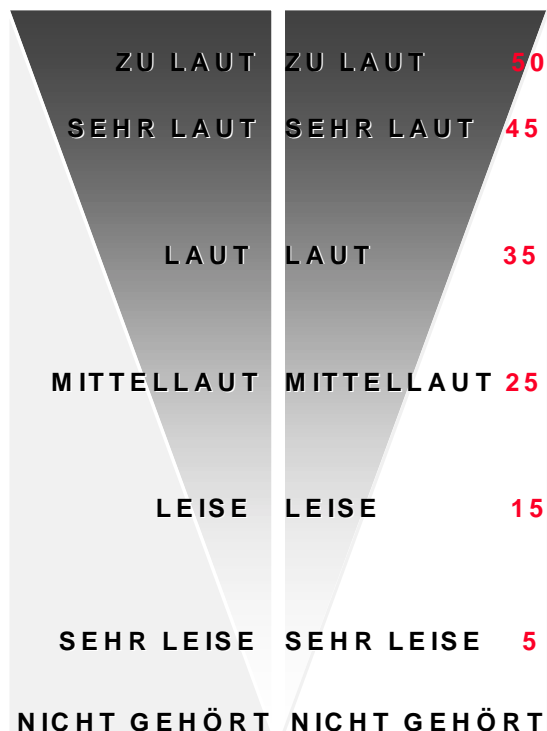 ZU LAUT ZU LAUT 50
SEHR LAUT SEHR LAUT 45
LAUT LAUT 35
MITTELLAUT MITTELLAUT 25
LEISE LEISE 15
SEHR LEISE SEHR LEISE 5
NICHT GEHÖRT NICHT GEHÖRT